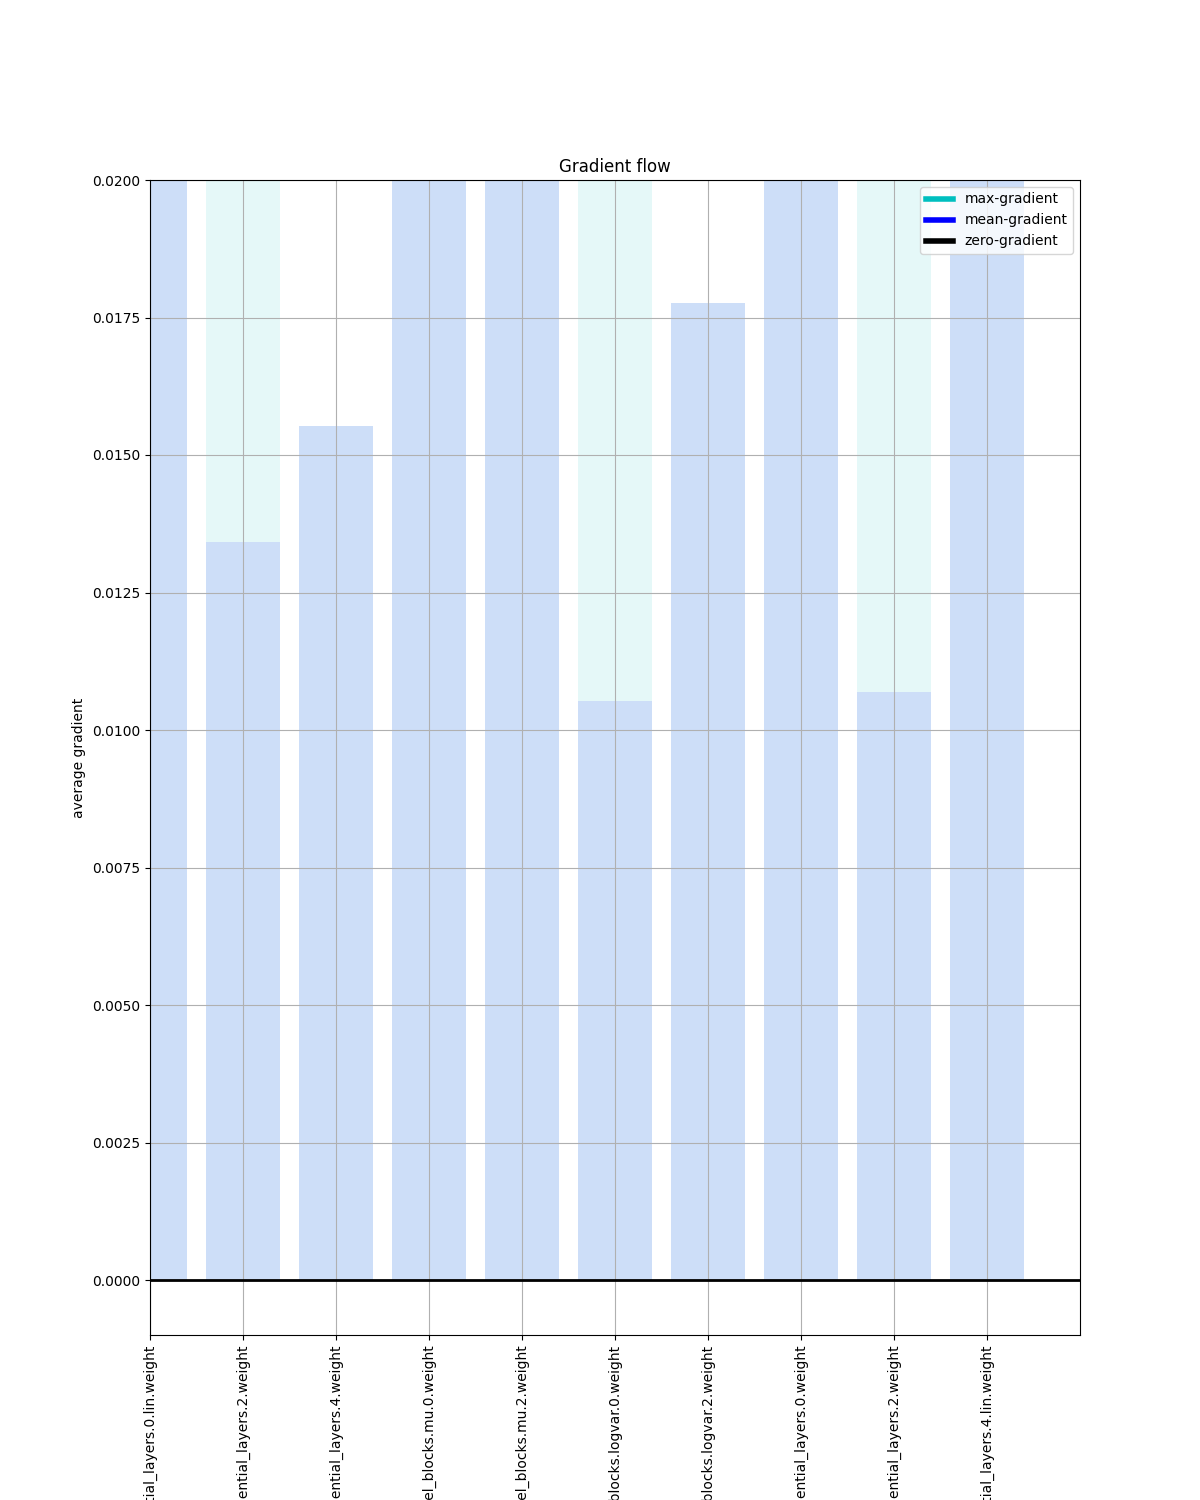 Gradient flow
max-gradient
mean-gradient
zero-gradient
0.0200
0.0175
0.0150
0.0125
0.0100
0.0075
0.0050
0.0025
0.0000
average gradient
tial_layers.0.lin.weight
ential_layers.2.weight
ential_layers.4.weight
el_blocks.mu.0.weight
el_blocks.mu.2.weight
blocks.logvar.0.weight
blocks.logvar.2.weight
ential_layers.0.weight
ential_layers.2.weight
tial_layers.4.lin.weight